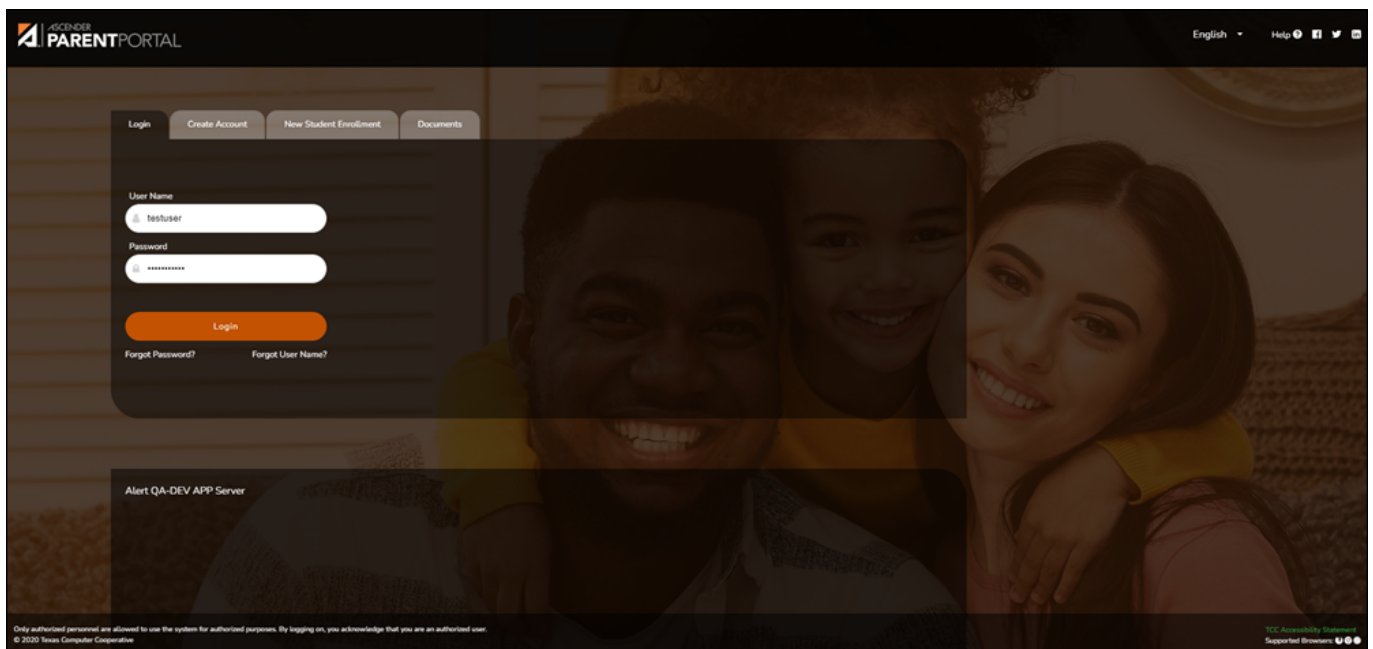 ASCENDER
PARENTPORTAL
English
Help
Login
Create Account
New Student Enrollment
Documents
User Name
testuser
Password
Login
Forgot Password?
Forgot User Name?
Alert QA-DEV APP Server
Only authorized personnel are allowed to use the system for authorized purposes. By logging on, you acknowledge that you are an authorized user.
© 2020 Texas Computer Cooperative
TCC Accessibility Statement
Supported Browsers: